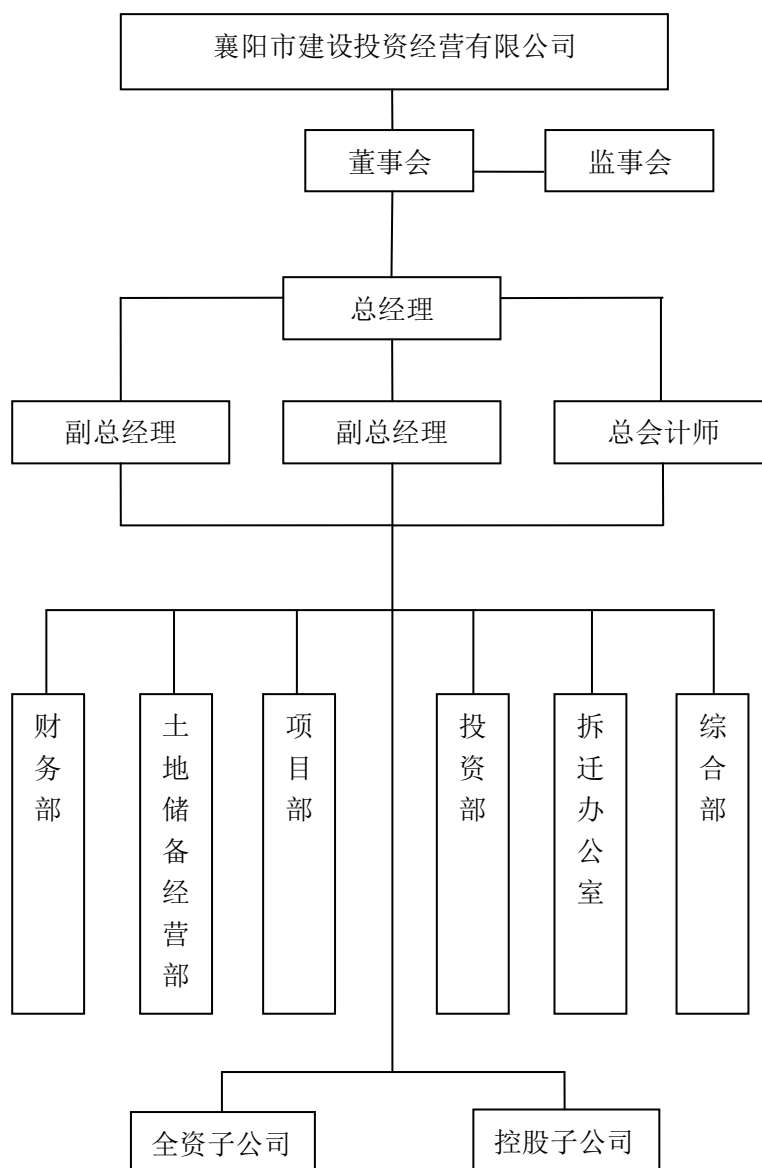 襄阳市建设投资经营有限公司
董事会
监事会
总经理
副总经理
副总经理
总会计师
财务部
土地储备经营部
项目部
投资部
拆迁办公室
综合部
全资子公司
控股子公司